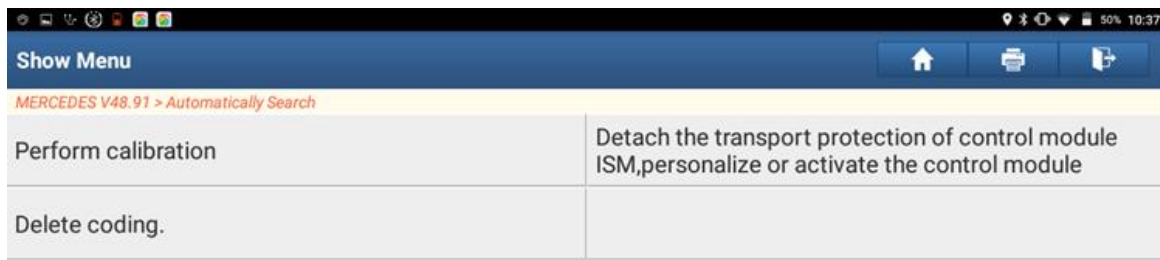 50% 10:37
Show Menu
MERCEDES V48.91 > Automatically Search
Perform calibration
Detach the transport protection of control module
ISM,personalize or activate the control module
Delete coding.